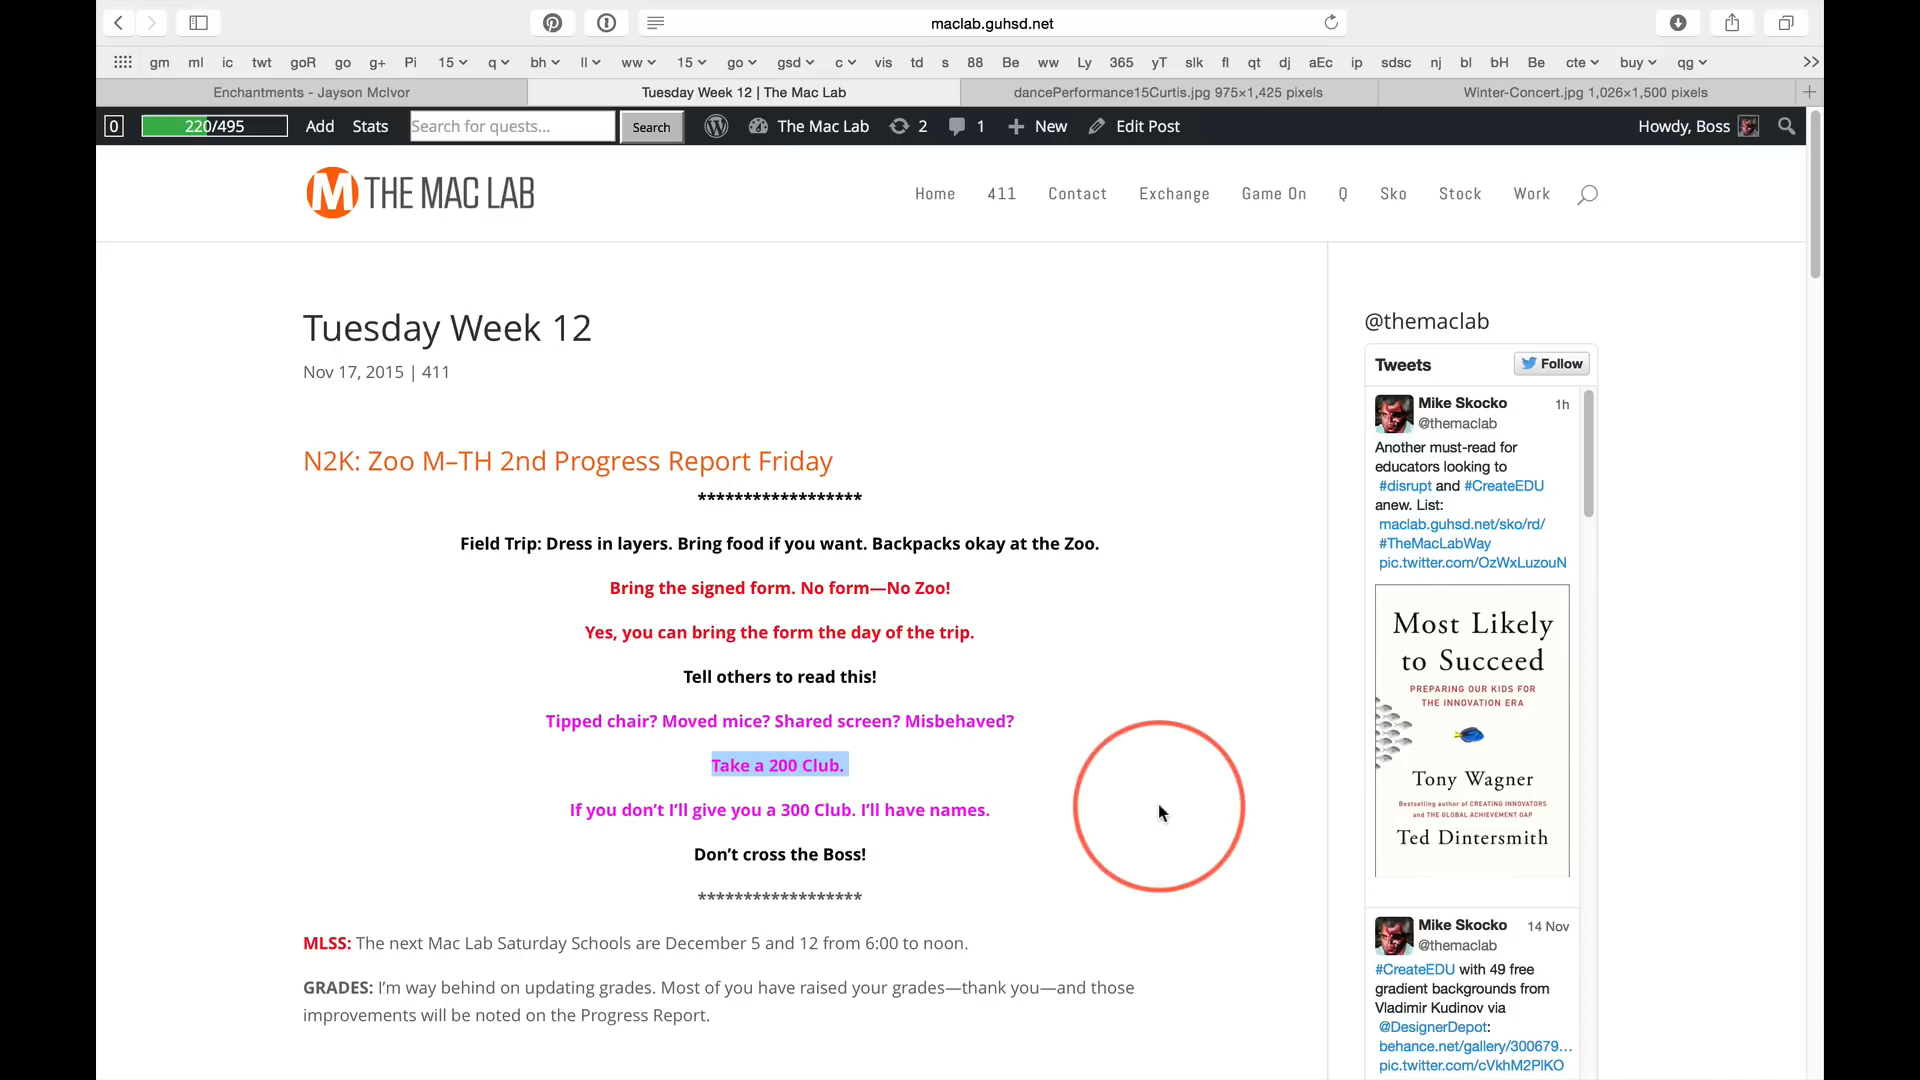 maclab.guhsd.net
gm ml ic twt goR go g+ Pi 15 q bh ll ww 15 go gsd c vis td s 88 Be ww Ly 365 yT slk fl qt dj aEc ip sdsc nj bl bH Be cte buy qg
Enchantments - Jayson McIvor
Tuesday Week 12 | The Mac Lab
dancePerformance15Curtis.jpg 975×1,425 pixels
Winter-Concert.jpg 1,026×1,500 pixels
0 220/495 Add Stats Search for quests... Search The Mac Lab 2 1 New Edit Post Howdy, Boss
M THE MAC LAB
Home 411 Contact Exchange Game On Q Sko Stock Work
Tuesday Week 12
Nov 17, 2015 | 411
N2K: Zoo M–TH 2nd Progress Report Friday
******************
Field Trip: Dress in layers. Bring food if you want. Backpacks okay at the Zoo.
Bring the signed form. No form—No Zoo!
Yes, you can bring the form the day of the trip.
Tell others to read this!
Tipped chair? Moved mice? Shared screen? Misbehaved?
Take a 200 Club.
If you don’t I’ll give you a 300 Club. I’ll have names.
Don’t cross the Boss!
******************
MLSS: The next Mac Lab Saturday Schools are December 5 and 12 from 6:00 to noon.
GRADES: I’m way behind on updating grades. Most of you have raised your grades—thank you—and those
improvements will be noted on the Progress Report.
@themaclab
Tweets
Follow
Mike Skocko 1h
@themaclab
Another must-read for
educators looking to
#disrupt and #CreateEDU
anew. List:
maclab.guhsd.net/sko/rd/
#TheMacLabWay
pic.twitter.com/OzWxLuzouN
Most Likely
to Succeed
PREPARING OUR KIDS FOR
THE INNOVATION ERA
Tony Wagner
Bestselling author of CREATING INNOVATORS
and THE GLOBAL ACHIEVEMENT GAP
Ted Dintersmith
Mike Skocko 14 Nov
@themaclab
#CreateEDU with 49 free
gradient backgrounds from
Vladimir Kudinov via
@DesignerDepot:
behance.net/gallery/300679...
pic.twitter.com/cVkhM2PlKO